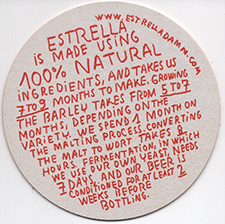 www.estrelladamm.com
ESTRELLA
IS MADE USING
100% NATURAL
INGREDIENTS, AND TAKES US
7 TO 9 MONTHS TO MAKE. GROWING
THE BARLEY TAKES FROM 5 TO 7
MONTHS, DEPENDING ON THE
VARIETY. WE SPEND 1 MONTH ON
THE MALTING PROCESS. CONVERTING
THE MALT TO WORT TAKES 8
HOURS. FERMENTATION, IN WHICH
WE USE OUR OWN YEAST, NEEDS
7 DAYS, AND OUR BEER IS
CONDITIONED FOR AT LEAST 2
WEEKS BEFORE
BOTTLING.